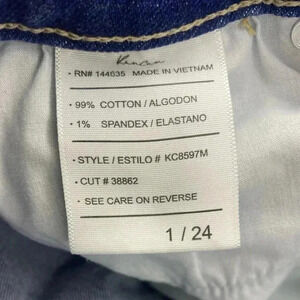 KanCan
• RN# 144635 MADE IN VIETNAM
• 99% COTTON / ALGODON
• 1% SPANDEX / ELASTANO
• STYLE / ESTILO # KC8597M
• CUT # 38862
• SEE CARE ON REVERSE
1 / 24